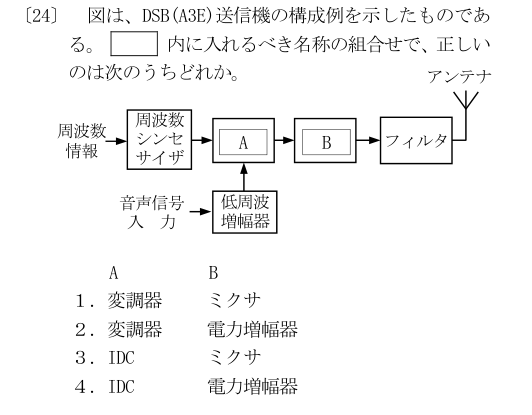 〔24〕　図は、DSB(A3E)送信機の構成例を示したものであ
る。　　　内に入れるべき名称の組合せで、正しい
のは次のうちどれか。
アンテナ
周波数
情報
周波数
シンセ
サイザ
A
B
フィルタ
音声信号
入　力
低周波
増幅器
A　B
1．変調器　ミクサ
2．変調器　電力増幅器
3．IDC　ミクサ
4．IDC　電力増幅器